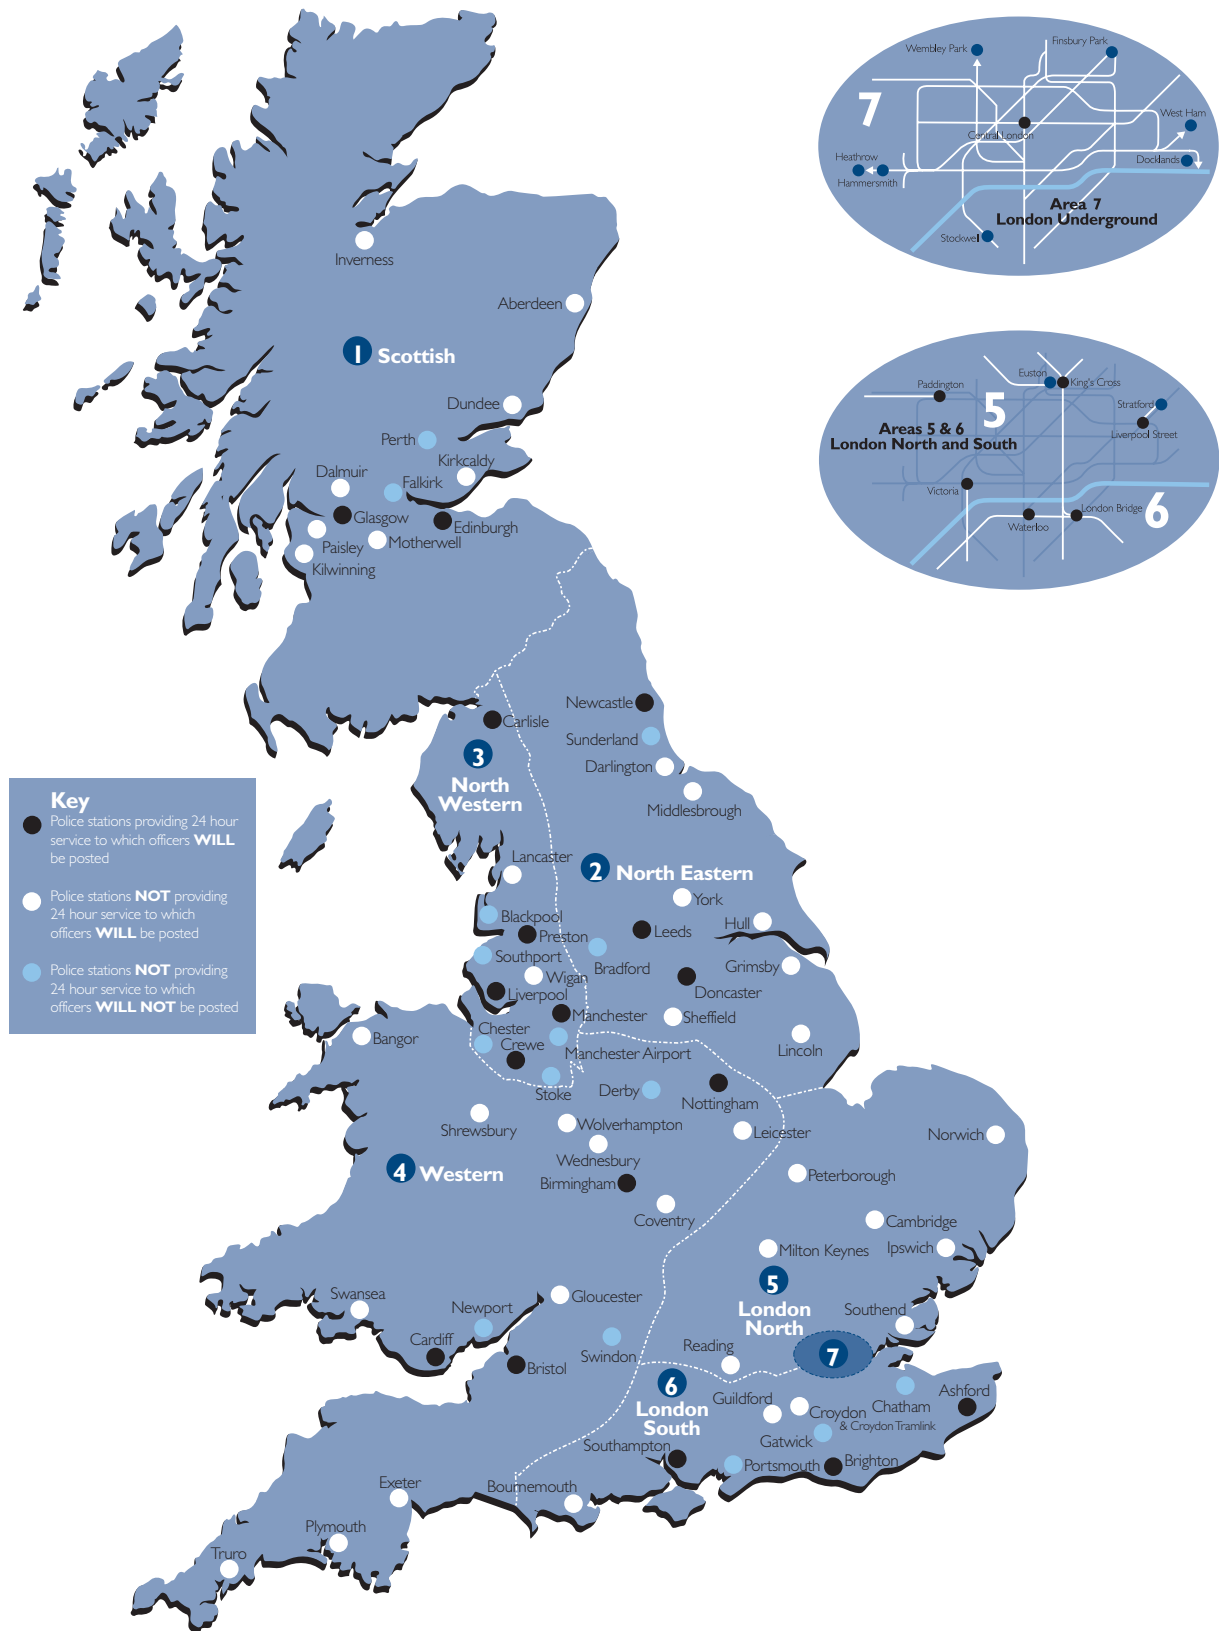 Wembley Park
Finsbury Park
7
West Ham
Central London
Heathrow
Docklands
Hammersmith
Area 7
London Underground
Stockwell
Inverness
Aberdeen
1 Scottish
Euston
King's Cross
Paddington
5
Stratford
Areas 5 & 6
London North and South
Liverpool Street
Victoria
London Bridge
6
Waterloo
Dundee
Perth
Kirkcaldy
Dalmuir
Falkirk
Glasgow
Edinburgh
Paisley
Motherwell
Kilwinning
Newcastle
Carlisle
Sunderland
3
North
Western
Darlington
Middlesbrough
Key
Police stations providing 24 hour
service to which officers WILL
be posted
Police stations NOT providing
24 hour service to which
officers WILL be posted
Police stations NOT providing
24 hour service to which
officers WILL NOT be posted
Lancaster
2 North Eastern
York
Blackpool
Hull
Preston
Leeds
Southport
Bradford
Grimsby
Wigan
Liverpool
Doncaster
Manchester
Sheffield
Chester
Bangor
Crewe
Manchester Airport
Lincoln
Stoke
Derby
Nottingham
Shrewsbury
Wolverhampton
Leicester
Norwich
Wednesbury
4 Western
Birmingham
Peterborough
Coventry
Cambridge
Milton Keynes
Ipswich
5
London
North
Swansea
Newport
Gloucester
Southend
Cardiff
Bristol
Swindon
Reading
7
6
London
South
Guildford
Croydon
& Croydon Tramlink
Chatham
Ashford
Gatwick
Southampton
Portsmouth
Brighton
Exeter
Bournemouth
Plymouth
Truro